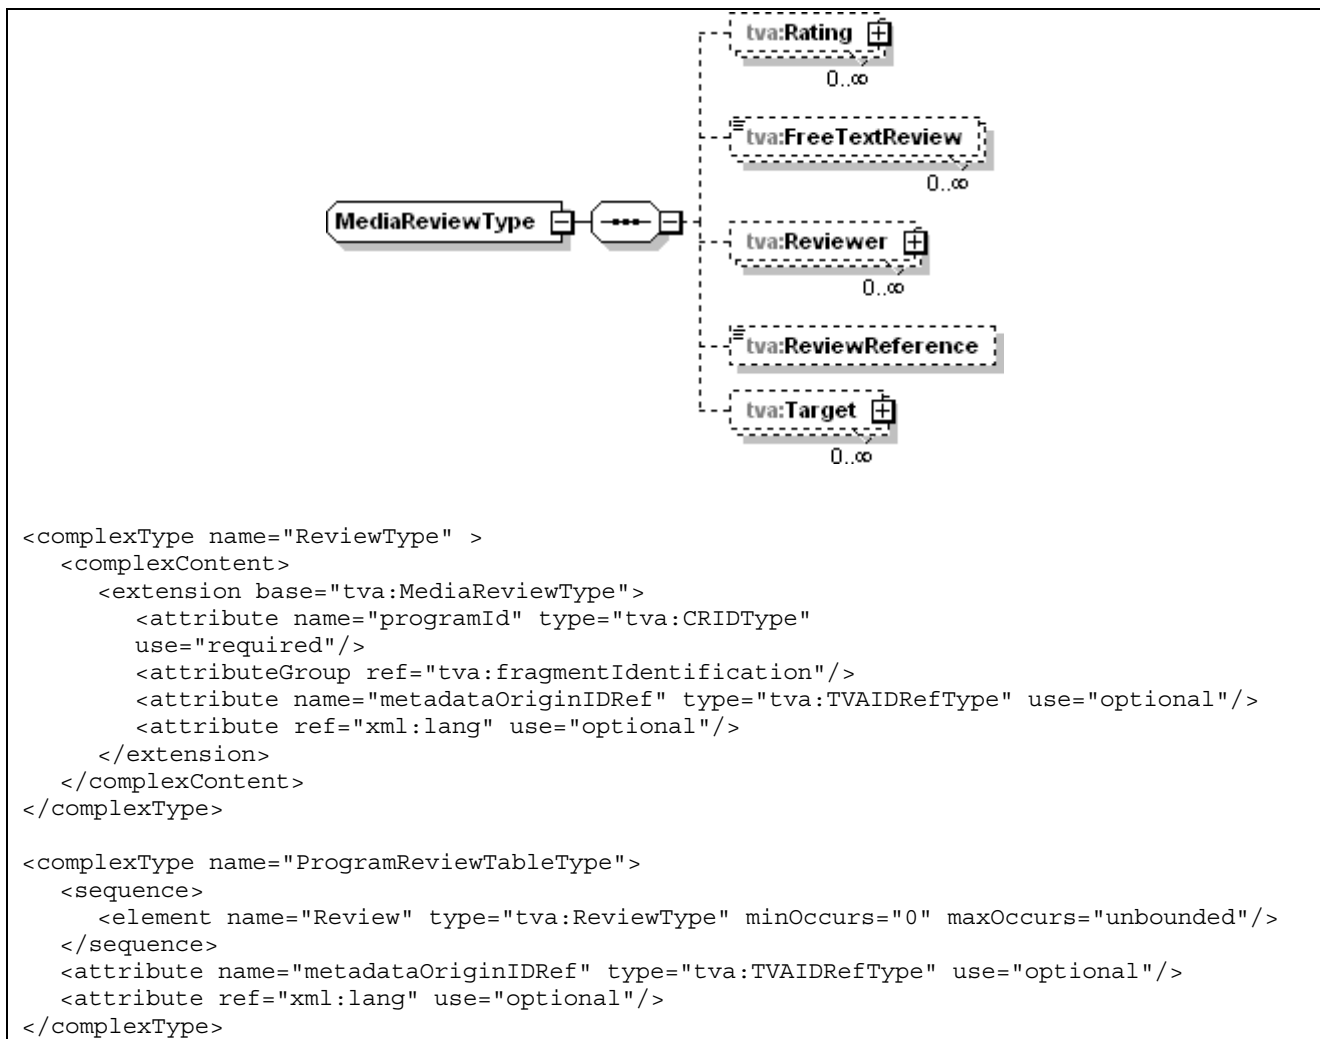 tva:Rating
0..∞
tva:FreeTextReview
0..∞
MediaReviewType
tva:Reviewer
0..∞
tva:ReviewReference
tva:Target
0..∞
<complexType name="ReviewType" >
<complexContent>
<extension base="tva:MediaReviewType">
<attribute name="programId" type="tva:CRIDType"
use="required"/>
<attributeGroup ref="tva:fragmentIdentification"/>
<attribute name="metadataOriginIDRef" type="tva:TVAIDRefType" use="optional"/>
<attribute ref="xml:lang" use="optional"/>
</extension>
</complexContent>
</complexType>
<complexType name="ProgramReviewTableType">
<sequence>
<element name="Review" type="tva:ReviewType" minOccurs="0" maxOccurs="unbounded"/>
</sequence>
<attribute name="metadataOriginIDRef" type="tva:TVAIDRefType" use="optional"/>
<attribute ref="xml:lang" use="optional"/>
</complexType>